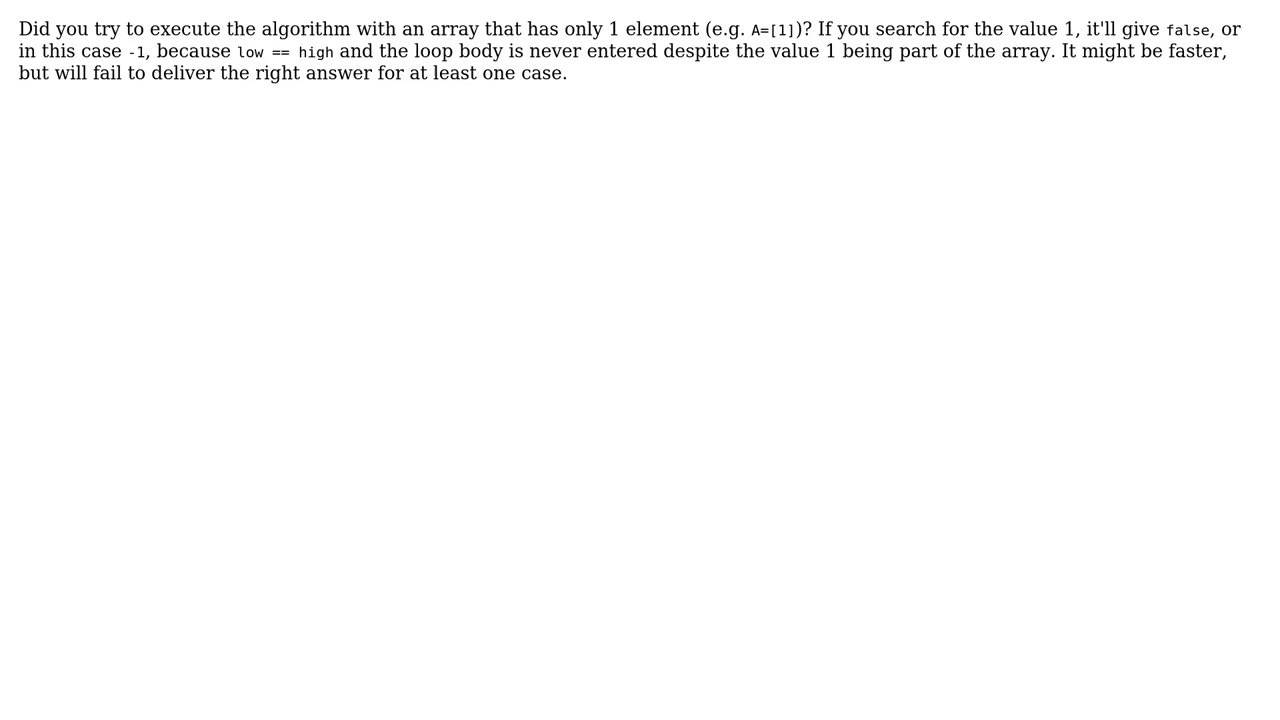 Did you try to execute the algorithm with an array that has only 1 element (e.g. A=[1])? If you search for the value 1, it'll give false, or
in this case -1, because low == high and the loop body is never entered despite the value 1 being part of the array. It might be faster,
but will fail to deliver the right answer for at least one case.